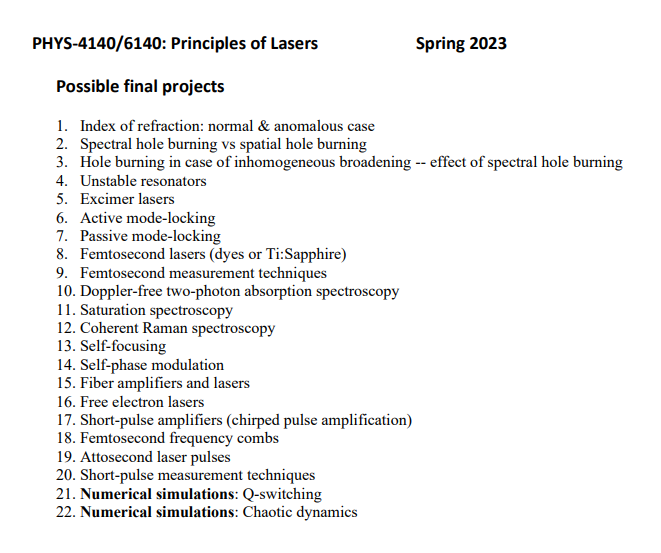 PHYS-4140/6140: Principles of Lasers Spring 2023
Possible final projects
1. Index of refraction: normal & anomalous case
2. Spectral hole burning vs spatial hole burning
3. Hole burning in case of inhomogeneous broadening -- effect of spectral hole burning
4. Unstable resonators
5. Excimer lasers
6. Active mode-locking
7. Passive mode-locking
8. Femtosecond lasers (dyes or Ti:Sapphire)
9. Femtosecond measurement techniques
10. Doppler-free two-photon absorption spectroscopy
11. Saturation spectroscopy
12. Coherent Raman spectroscopy
13. Self-focusing
14. Self-phase modulation
15. Fiber amplifiers and lasers
16. Free electron lasers
17. Short-pulse amplifiers (chirped pulse amplification)
18. Femtosecond frequency combs
19. Attosecond laser pulses
20. Short-pulse measurement techniques
21. Numerical simulations: Q-switching
22. Numerical simulations: Chaotic dynamics